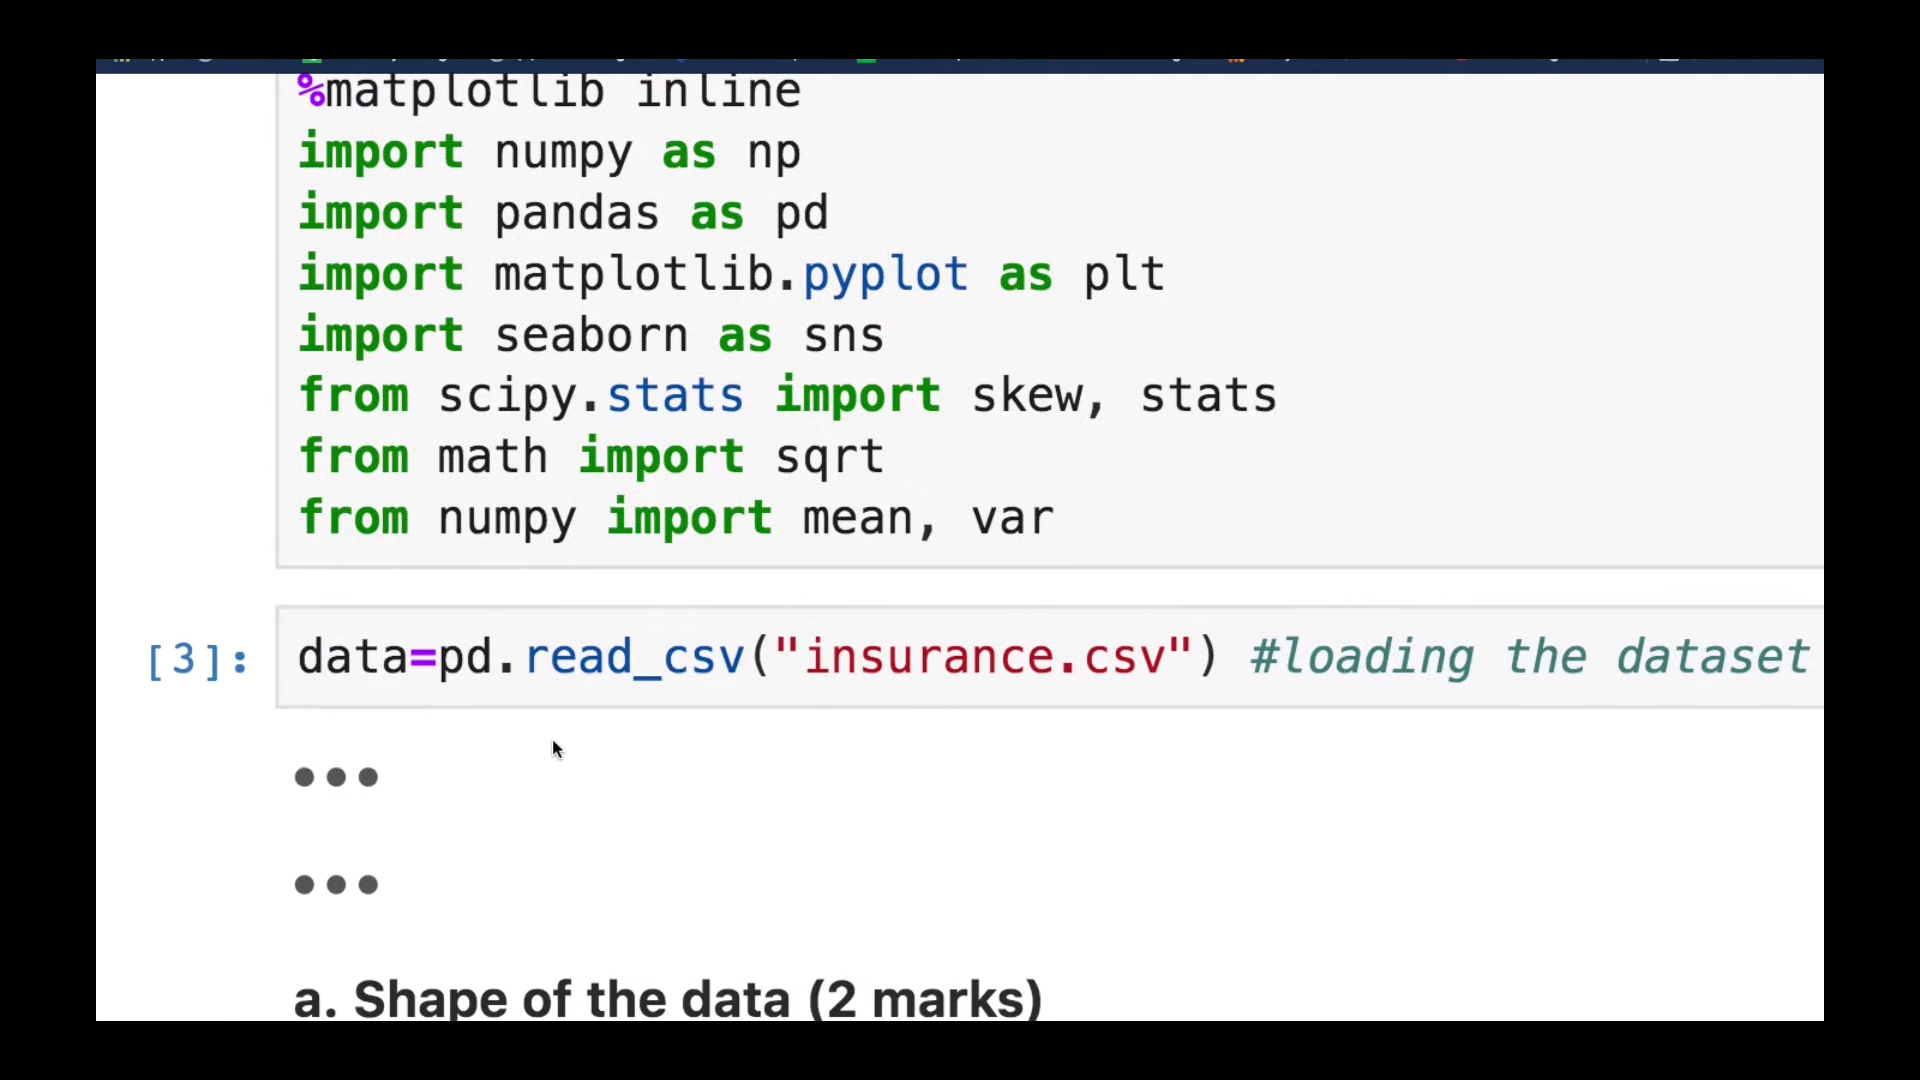 %matplotlib inline
import numpy as np
import pandas as pd
import matplotlib.pyplot as plt
import seaborn as sns
from scipy.stats import skew, stats
from math import sqrt
from numpy import mean, var
[3]: data=pd.read_csv("insurance.csv") #loading the dataset
a. Shape of the data (2 marks)